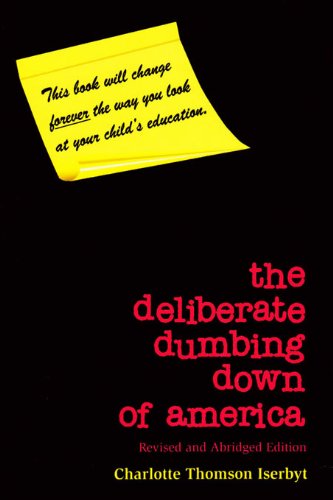 This book will change
forever the way you look
at your child's education.
the
deliberate
dumbing
down
of america
Revised and Abridged Edition
Charlotte Thomson Iserbyt